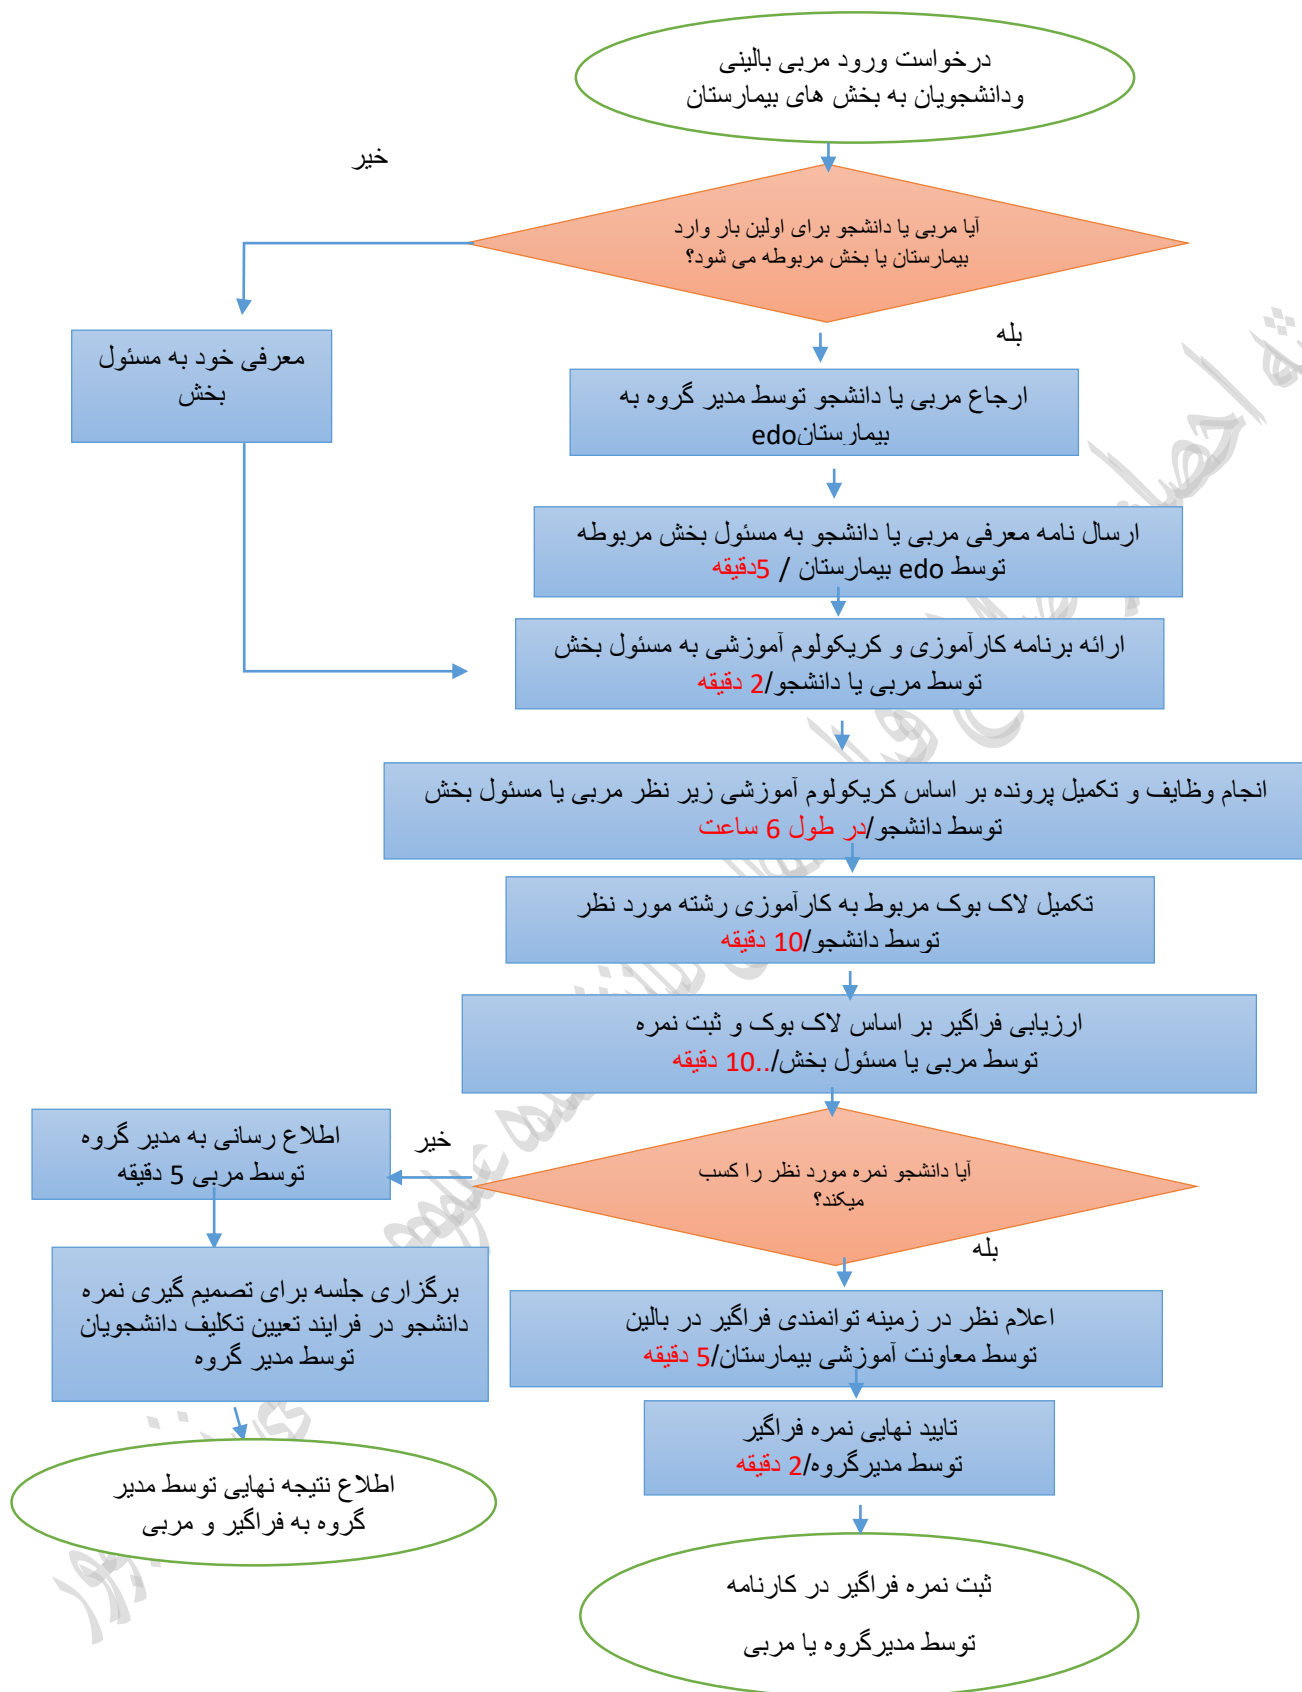 درخواست ورود مربی بالینی
ودانشجویان به بخش های بیمارستان
خیر
آیا مربی یا دانشجو برای اولین بار وارد
بیمارستان یا بخش مربوطه می شود؟
بله
معرفی خود به مسئول
بخش
ارجاع مربی یا دانشجو توسط مدیر گروه به
edoبیمارستان
ارسال نامه معرفی مربی یا دانشجو به مسئول بخش مربوطه
توسط edo بیمارستان / 5دقیقه
ارائه برنامه کارآموزی و کریکولوم آموزشی به مسئول بخش
توسط مربی یا دانشجو/2 دقیقه
انجام وظایف و تکمیل پرونده بر اساس کریکولوم آموزشی زیر نظر مربی یا مسئول بخش
توسط دانشجو/در طول 6 ساعت
تکمیل لاک بوک مربوط به کارآموزی رشته مورد نظر
توسط دانشجو/10 دقیقه
ارزیابی فراگیر بر اساس لاک بوک و ثبت نمره
توسط مربی یا مسئول بخش/..10 دقیقه
آیا دانشجو نمره مورد نظر را کسب
میکند؟
خیر
اطلاع رسانی به مدیر گروه
توسط مربی 5 دقیقه
بله
برگزاری جلسه برای تصمیم گیری نمره
دانشجو در فرایند تعیین تکلیف دانشجویان
توسط مدیر گروه
اعلام نظر در زمینه توانمندی فراگیر در بالین
توسط معاونت آموزشی بیمارستان/5 دقیقه
تایید نهایی نمره فراگیر
توسط مدیرگروه/2 دقیقه
اطلاع نتیجه نهایی توسط مدیر
گروه به فراگیر و مربی
ثبت نمره فراگیر در کارنامه
توسط مدیرگروه یا مربی